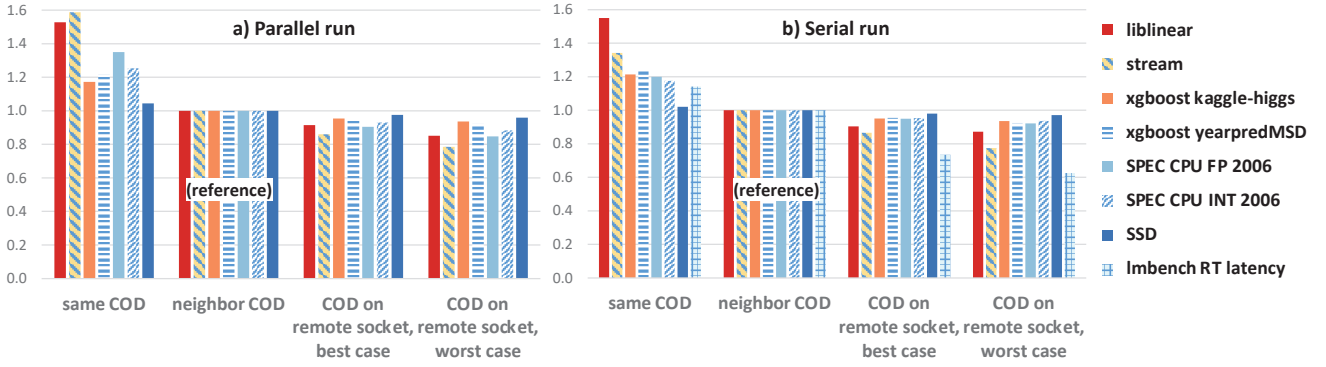 a) Parallel run
1.6
1.4
1.2
1.0
0.8
0.6
0.4
0.2
0.0
(reference)
same COD
neighbor COD
COD on
remote socket,
best case
COD on
remote socket,
worst case
b) Serial run
1.6
1.4
1.2
1.0
0.8
0.6
0.4
0.2
0.0
(reference)
same COD
neighbor COD
COD on
remote socket,
best case
COD on
remote socket,
worst case
liblinear
stream
xgboost kaggle-higgs
xgboost yearpredMSD
SPEC CPU FP 2006
SPEC CPU INT 2006
SSD
lmbench RT latency